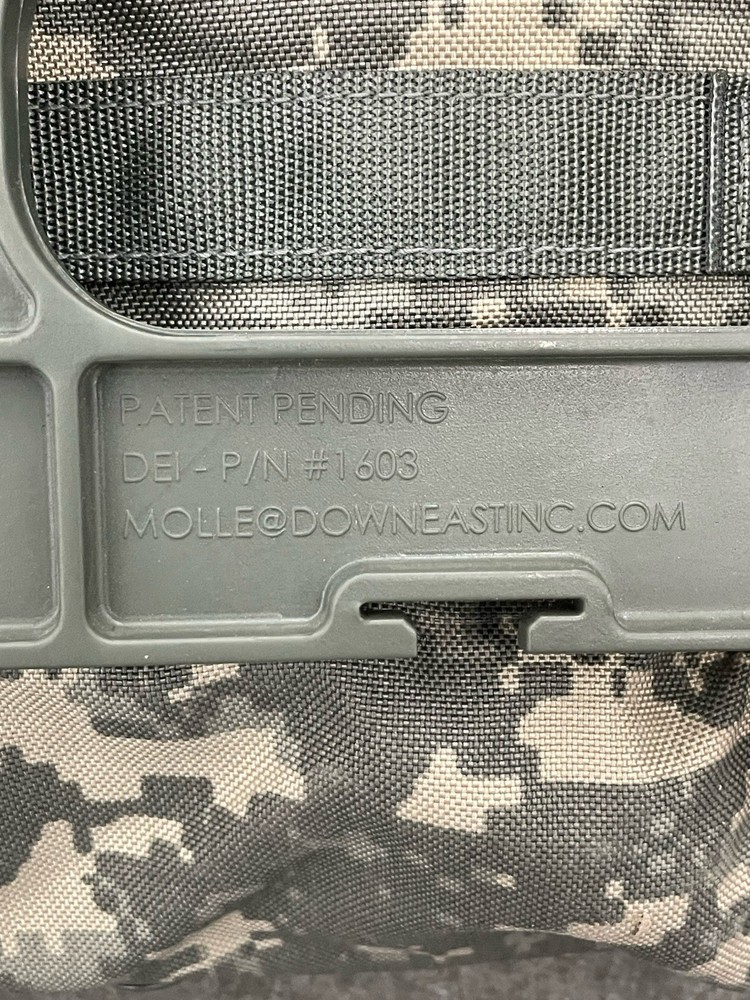 PATENT PENDING
DEI - P/N #1603
MOLLE@DOWNEASTINC.COM